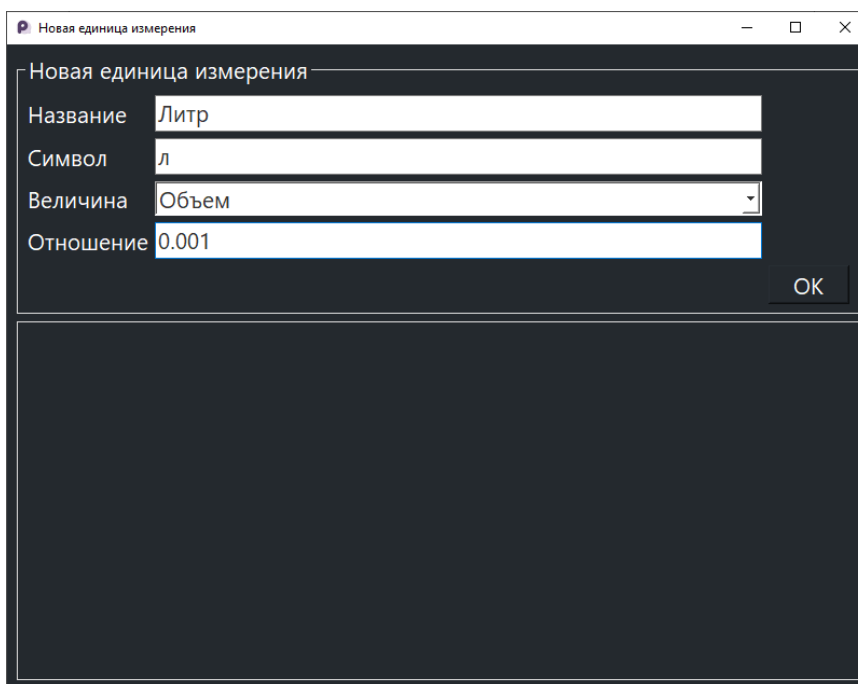 Новая единица измерения
Новая единица измерения
Название Литр
Символ л
Величина Объем
Отношение 0.001
OK